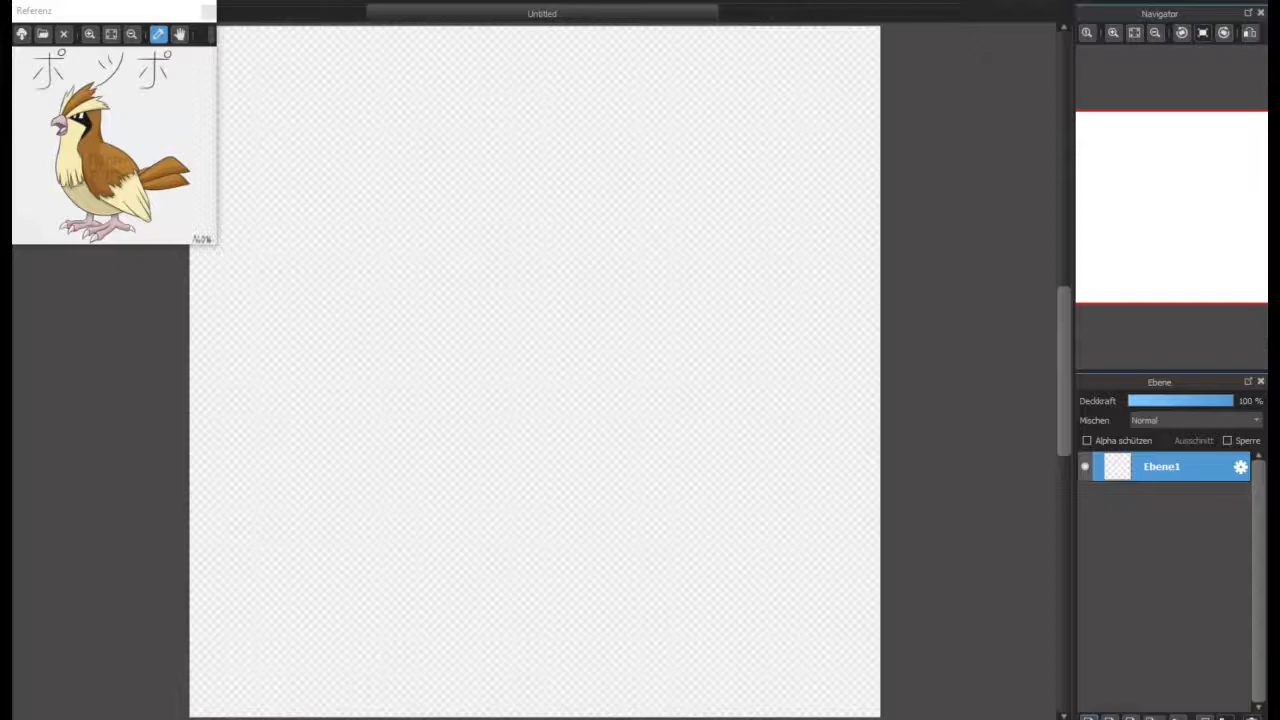 Referenz
Untitled
Navigator
ポッポ
Ebene
Deckkraft 100 %
Mischen Normal
Alpha schützen Ausschnitt Sperre
Ebene1